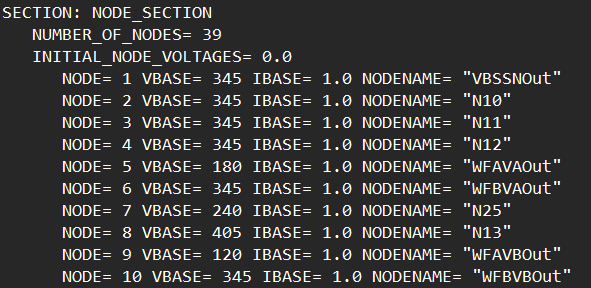 SECTION: NODE_SECTION
NUMBER_OF_NODES= 39
INITIAL_NODE_VOLTAGES= 0.0
NODE= 1 VBASE= 345 IBASE= 1.0 NODENAME= "VBSSNOut"
NODE= 2 VBASE= 345 IBASE= 1.0 NODENAME= "N10"
NODE= 3 VBASE= 345 IBASE= 1.0 NODENAME= "N11"
NODE= 4 VBASE= 345 IBASE= 1.0 NODENAME= "N12"
NODE= 5 VBASE= 180 IBASE= 1.0 NODENAME= "WFAVAOut"
NODE= 6 VBASE= 345 IBASE= 1.0 NODENAME= "WFBVAOut"
NODE= 7 VBASE= 240 IBASE= 1.0 NODENAME= "N25"
NODE= 8 VBASE= 405 IBASE= 1.0 NODENAME= "N13"
NODE= 9 VBASE= 120 IBASE= 1.0 NODENAME= "WFAVBOut"
NODE= 10 VBASE= 345 IBASE= 1.0 NODENAME= "WFBVBOut"